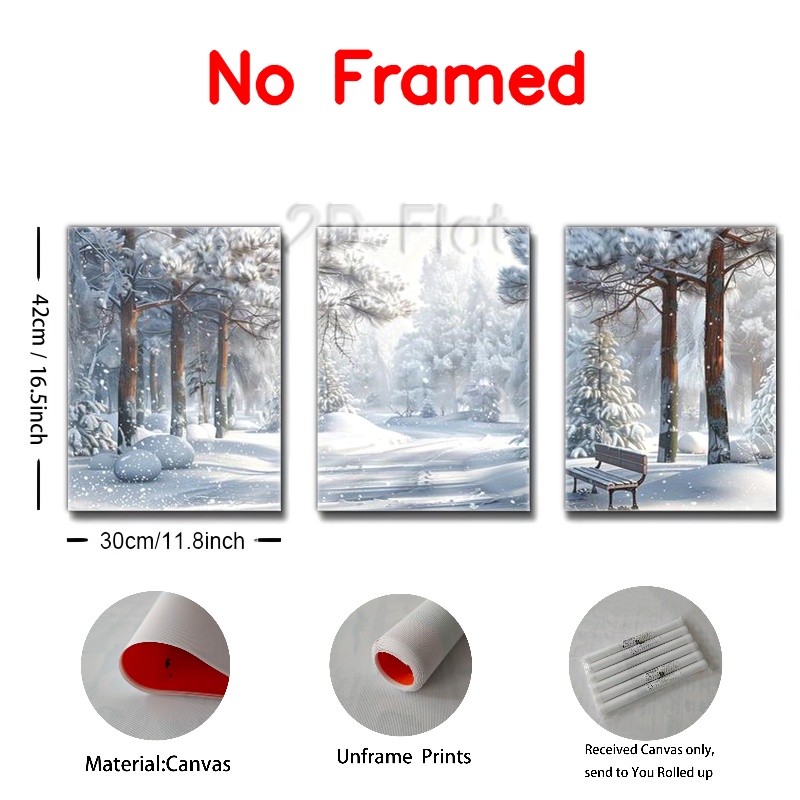 No Framed
2D Flat
42cm / 16.5inch
30cm/11.8inch
Material:Canvas
Unframe Prints
Received Canvas only,
send to You Rolled up